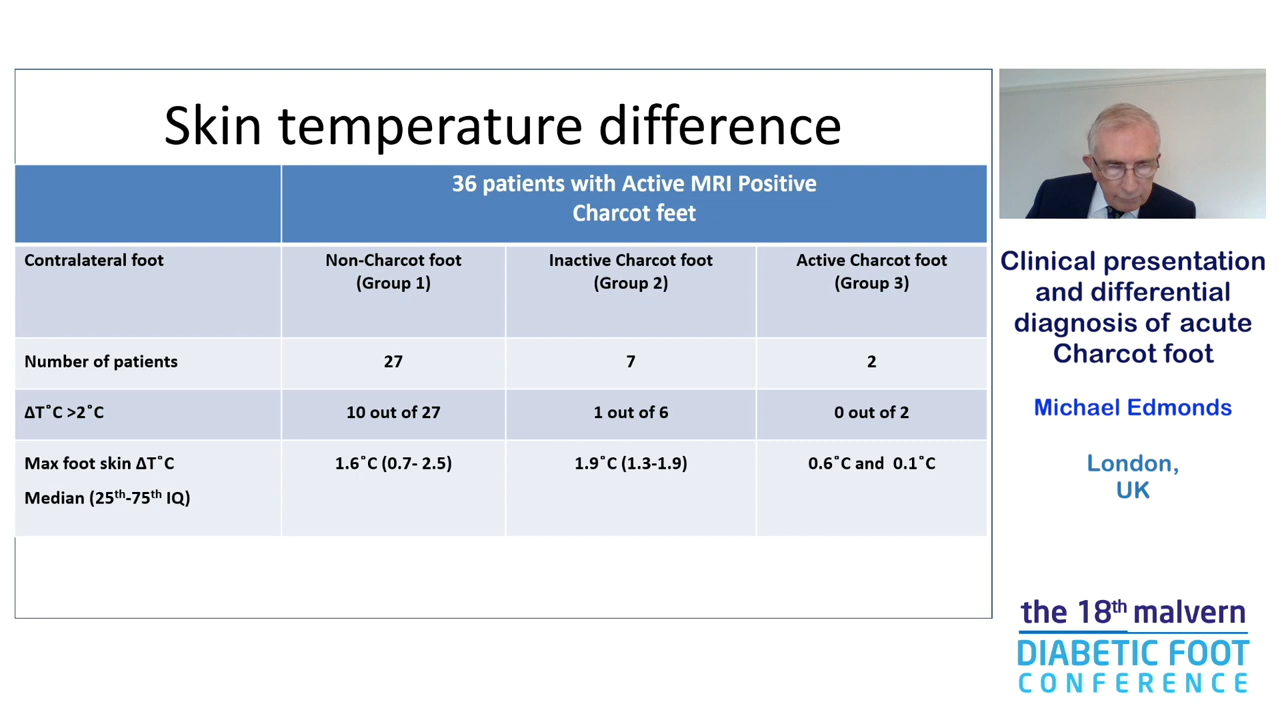 Skin temperature difference
36 patients with Active MRI Positive
Charcot feet
Contralateral foot
Non-Charcot foot
(Group 1)
Inactive Charcot foot
(Group 2)
Active Charcot foot
(Group 3)
Number of patients
27
7
2
ΔT˚C >2˚C
10 out of 27
1 out of 6
0 out of 2
Max foot skin ΔT˚C
Median (25th-75th IQ)
1.6˚C (0.7- 2.5)
1.9˚C (1.3-1.9)
0.6˚C and 0.1˚C
Clinical presentation
and differential
diagnosis of acute
Charcot foot
Michael Edmonds
London,
UK
the 18th malvern
DIABETIC FOOT
CONFERENCE